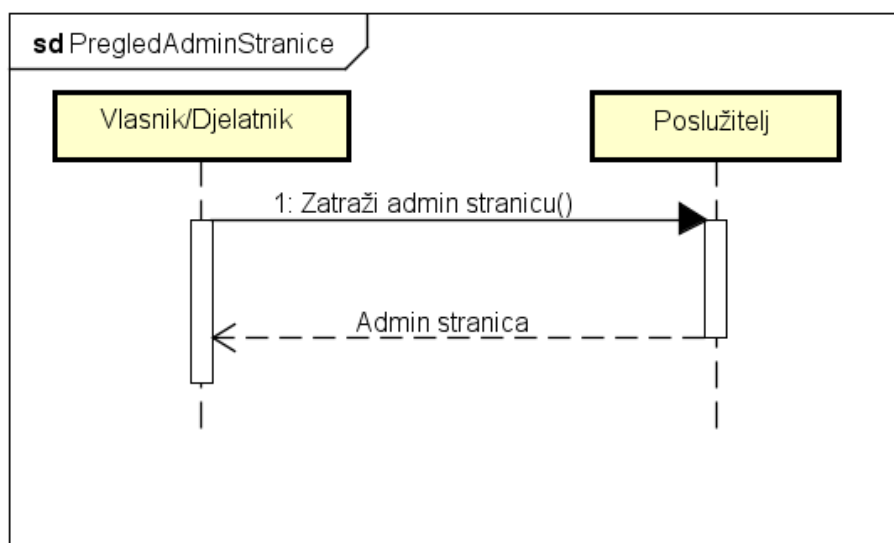 sd PregledAdminStranice
Vlasnik/Djelatnik
Poslužitelj
1: Zatraži admin stranicu()
Admin stranica